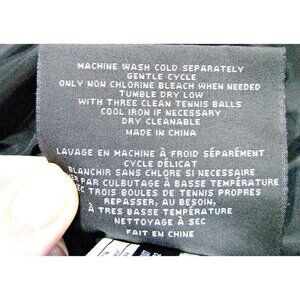 MACHINE WASH COLD SEPARATELY
GENTLE CYCLE
ONLY NON CHLORINE BLEACH WHEN NEEDED
TUMBLE DRY LOW
WITH THREE CLEAN TENNIS BALLS
COOL IRON IF NECESSARY
DRY CLEANABLE
MADE IN CHINA
LAVAGE EN MACHINE À FROID SÉPARÉMENT
CYCLE DÉLICAT
BLANCHIR SANS CHLORE SI NECESSAIRE
PAR CULBUTAGE À BASSE TEMPÉRATURE
TROIS BOULES DE TENNIS PROPRES
REPASSER, AU BESOIN,
À TRES BASSE TEMPÉRATURE
NETTOYAGE À SEC
FAIT EN CHINE